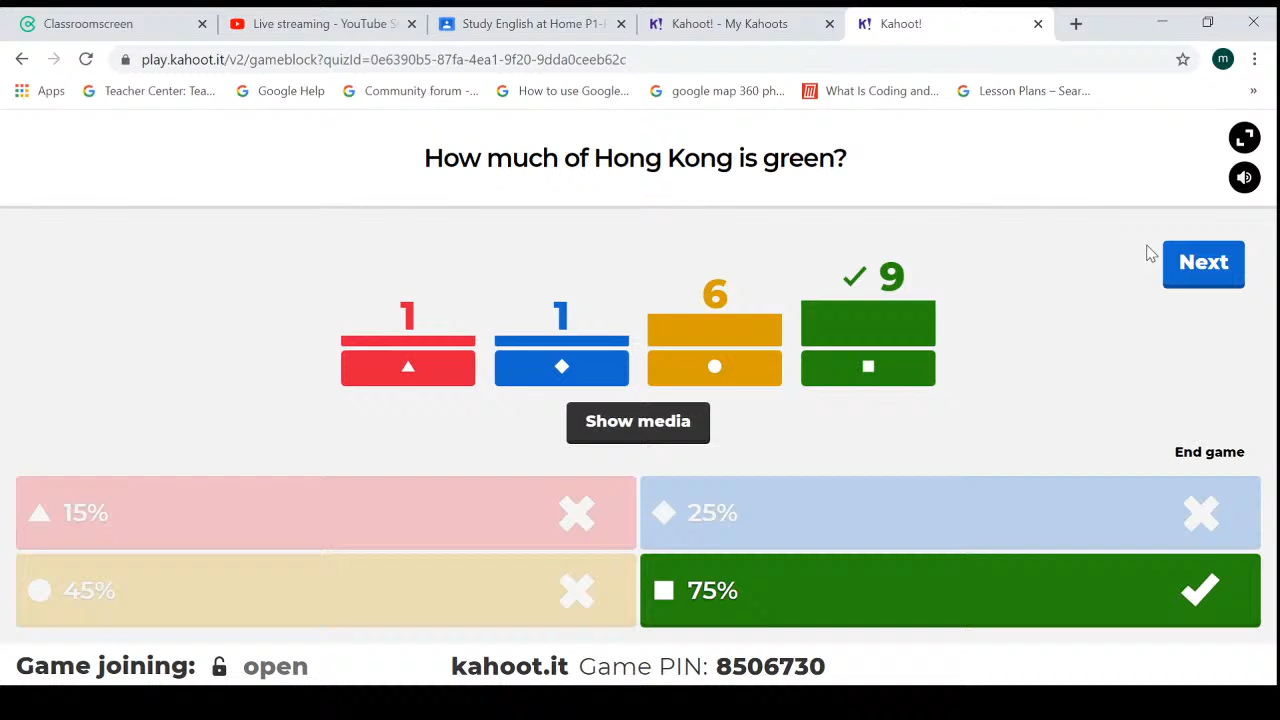 Classroomscreen
Live streaming - YouTube S
Study English at Home P1-
Kahoot! - My Kahoots
Kahoot!
play.kahoot.it/v2/gameblock?quizId=0e6390b5-87fa-4ea1-9f20-9dda0ceeb62c
m
Apps
Teacher Center: Tea...
Google Help
Community forum -...
How to use Google...
google map 360 ph...
What Is Coding and...
Lesson Plans – Sear...
»
How much of Hong Kong is green?
Next
1
1
6
9
Show media
End game
15%
25%
45%
75%
Game joining: open
kahoot.it Game PIN: 8506730